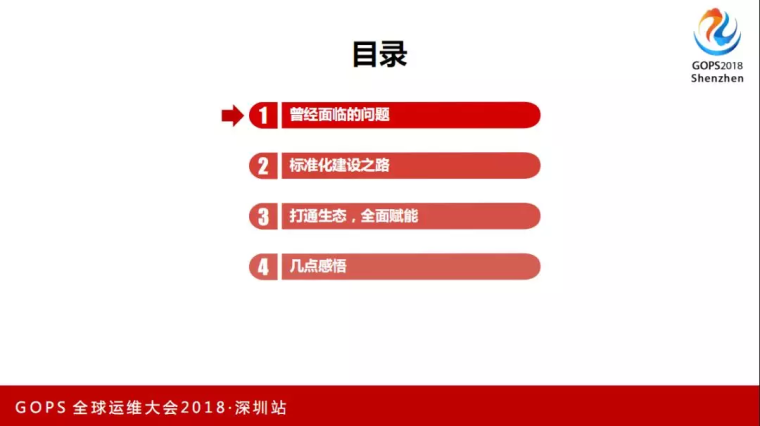 目录
GOPS2018
Shenzhen
1 曾经面临的问题
2 标准化建设之路
3 打通生态，全面赋能
4 几点感悟
GOPS 全球运维大会2018·深圳站